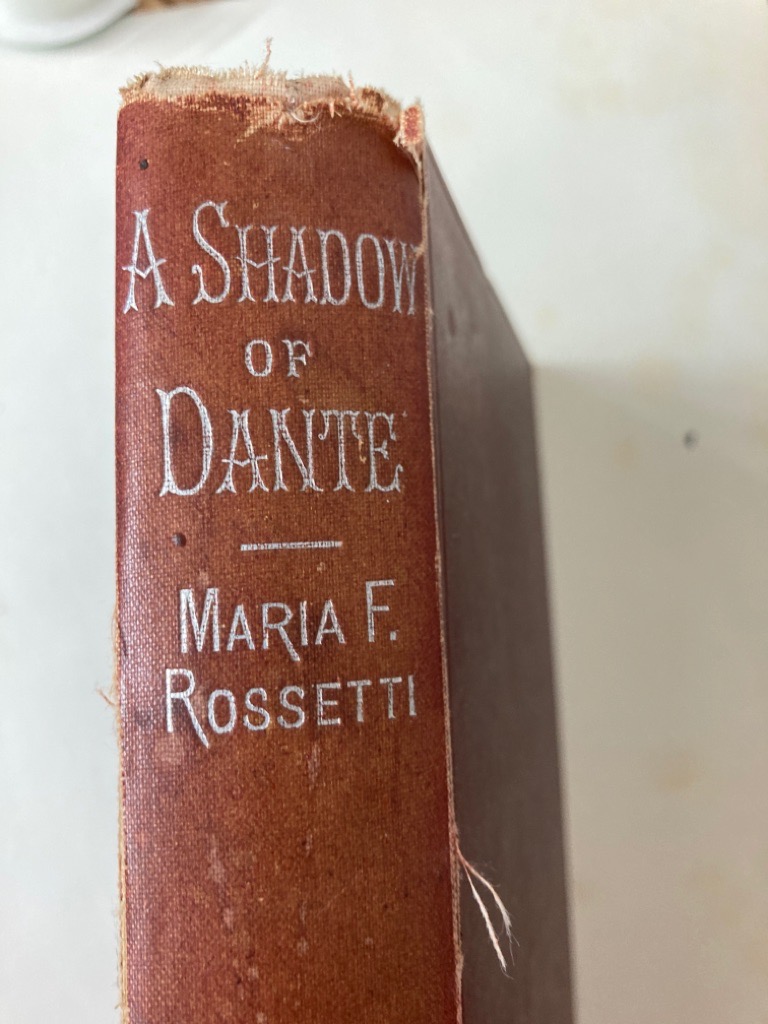 A SHADOW
OF
DANTE
MARIA F.
ROSSETTI